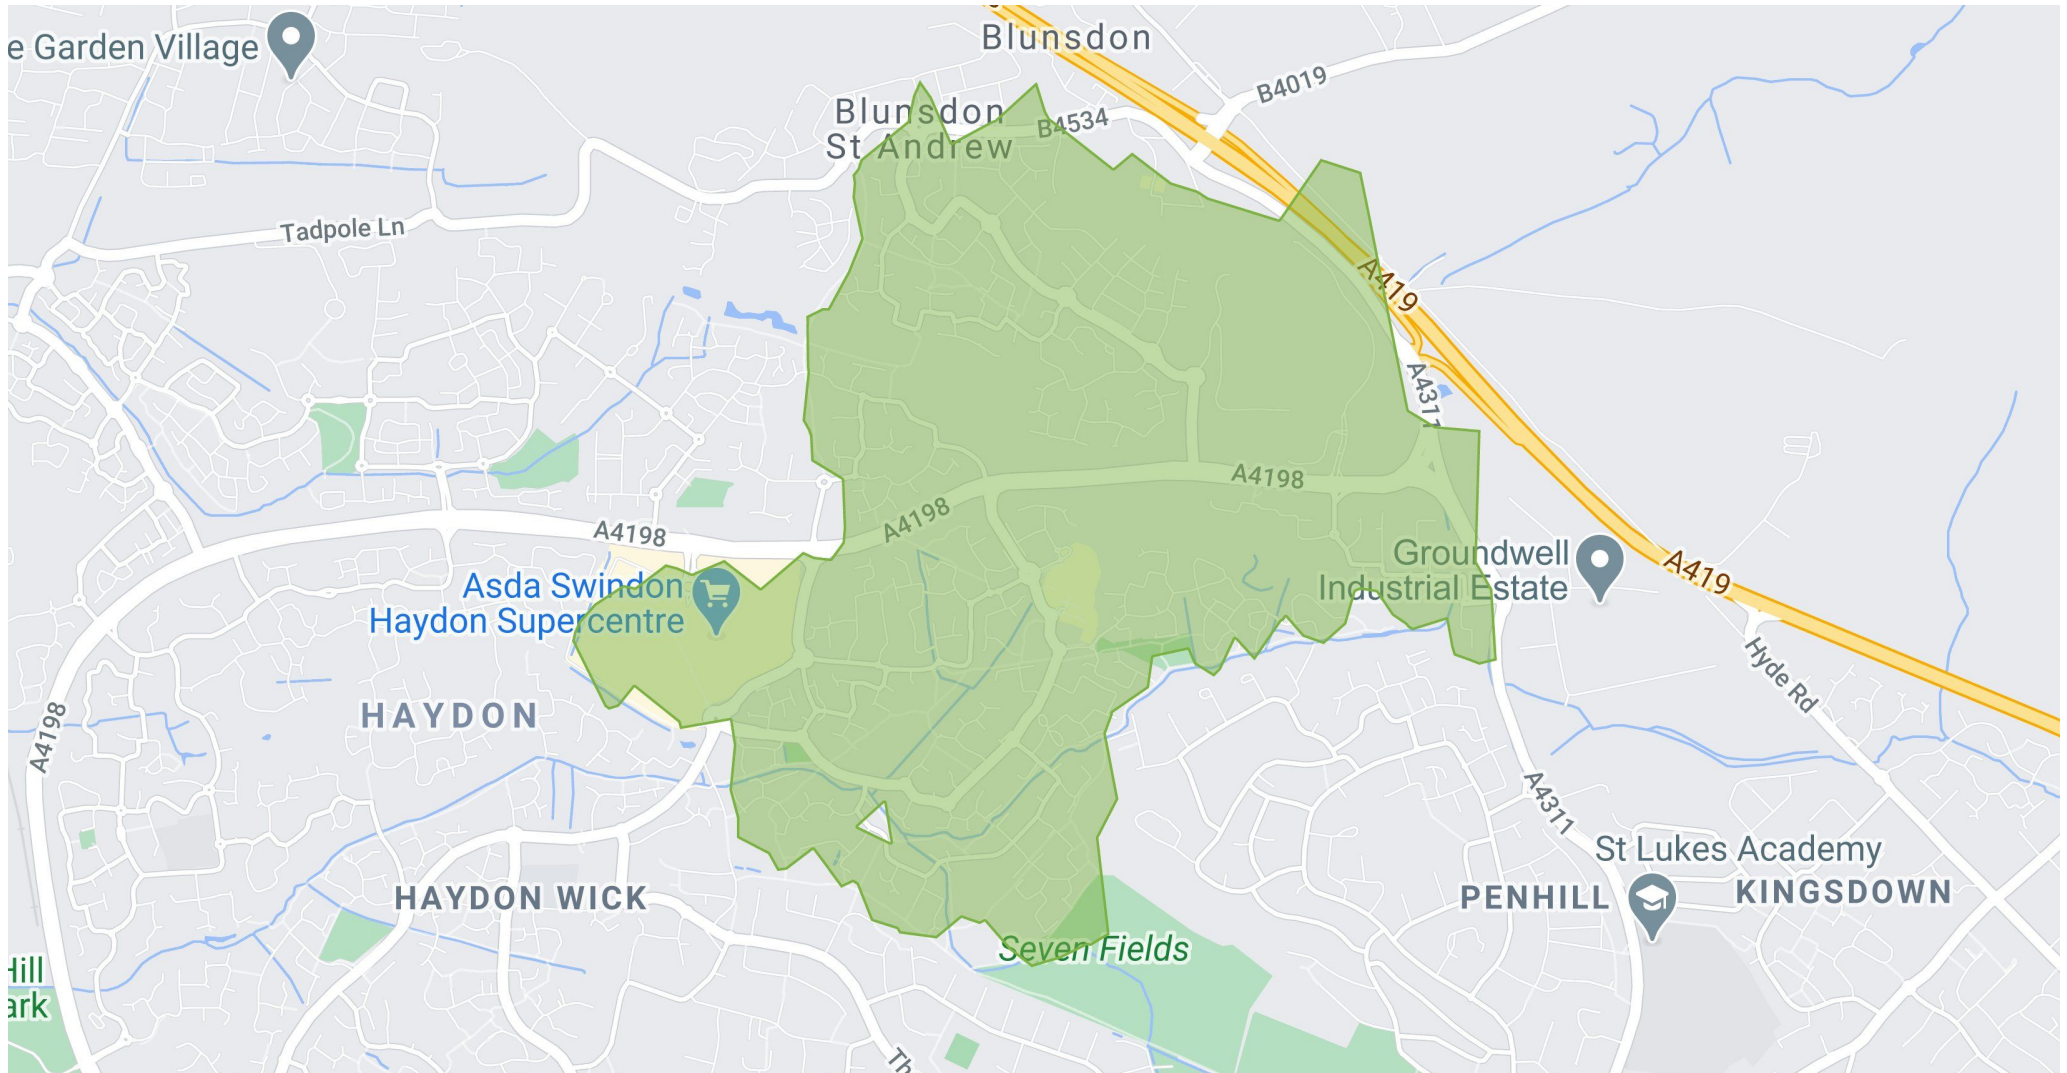 e Garden Village
Blunsdon
B4019
Blunsdon
St Andrew
B4534
Tadpole Ln
A419
A4311
A4198
A4198
A4198
Groundwell
Industrial Estate
A419
Asda Swindon
Haydon Supercentre
Hyde Rd
HAYDON
A4198
A4311
St Lukes Academy
HAYDON WICK
PENHILL
KINGSDOWN
Seven Fields
Hill
ark
Th